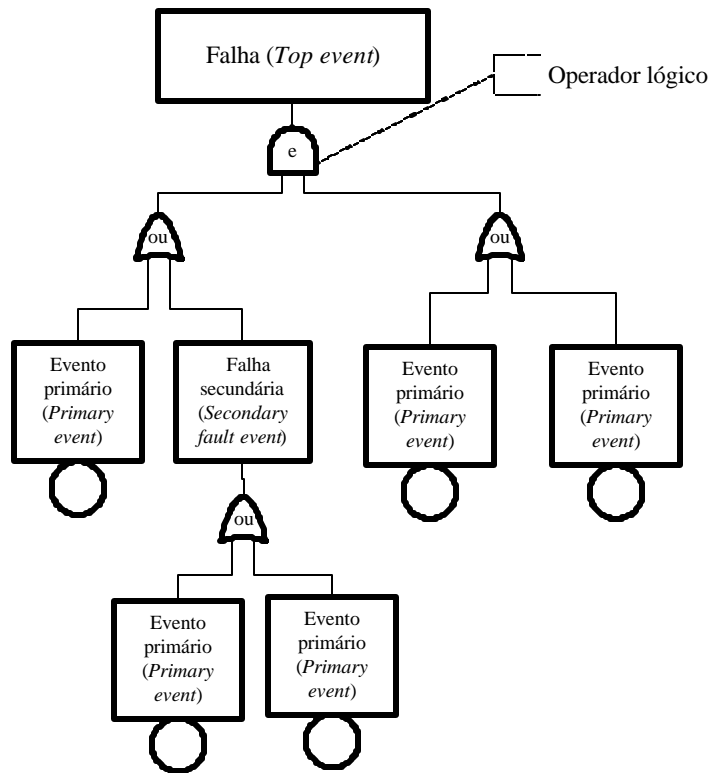 Falha (Top event)
Operador lógico
e
ou
ou
Evento
primário
(Primary
event)
Falha
secundária
(Secondary
fault event)
Evento
primário
(Primary
event)
Evento
primário
(Primary
event)
ou
Evento
primário
(Primary
event)
Evento
primário
(Primary
event)